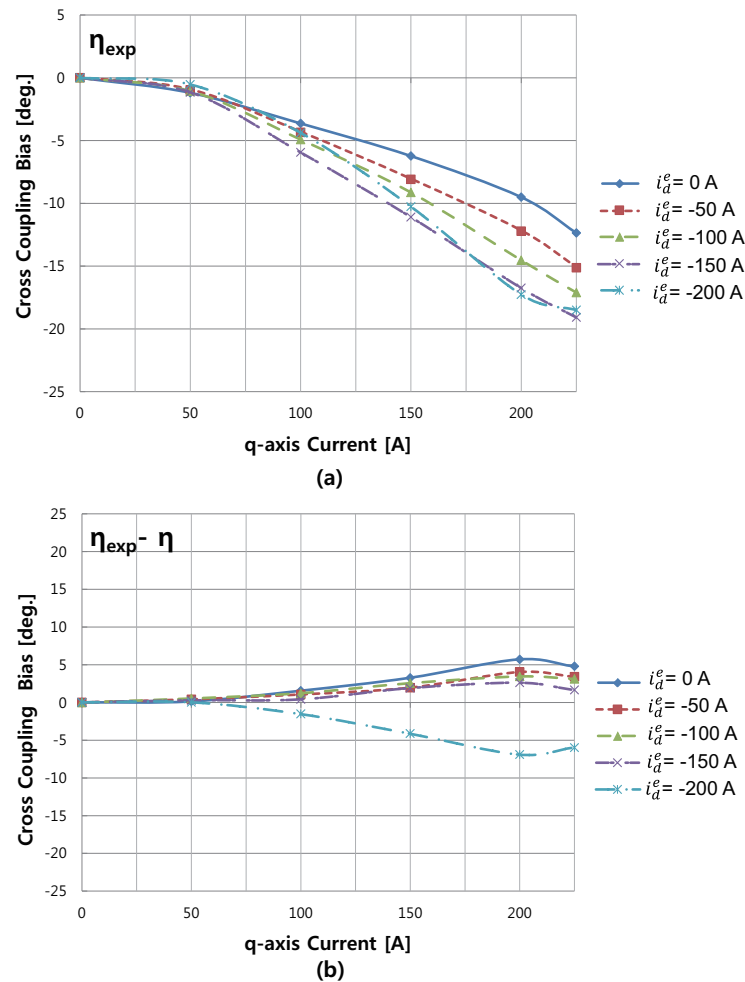 η_exp
Cross Coupling Bias [deg.]
5
0
-5
-10
-15
-20
-25
0
50
100
150
200
q-axis Current [A]
i_d^e= 0 A
i_d^e= -50 A
i_d^e= -100 A
i_d^e= -150 A
i_d^e= -200 A
(a)
η_exp- η
Cross Coupling Bias [deg.]
25
20
15
10
5
0
-5
-10
-15
-20
-25
0
50
100
150
200
q-axis Current [A]
i_d^e= 0 A
i_d^e= -50 A
i_d^e= -100 A
i_d^e= -150 A
i_d^e= -200 A
(b)